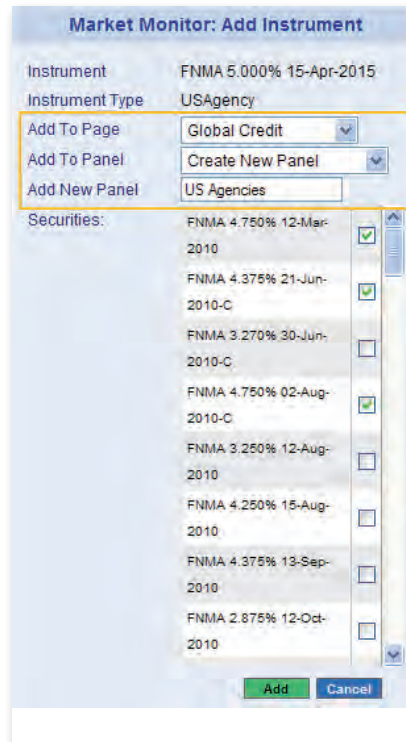 Market Monitor: Add Instrument
Instrument FNMA 5.000% 15-Apr-2015
Instrument Type USAgency
Add To Page Global Credit
Add To Panel Create New Panel
Add New Panel US Agencies
Securities: FNMA 4.750% 12-Mar-
2010
FNMA 4.375% 21-Jun-
2010-C
FNMA 3.270% 30-Jun-
2010-C
FNMA 4.750% 02-Aug-
2010-C
FNMA 3.250% 12-Aug-
2010
FNMA 4.250% 15-Aug-
2010
FNMA 4.375% 13-Sep-
2010
FNMA 2.875% 12-Oct-
2010
Add Cancel